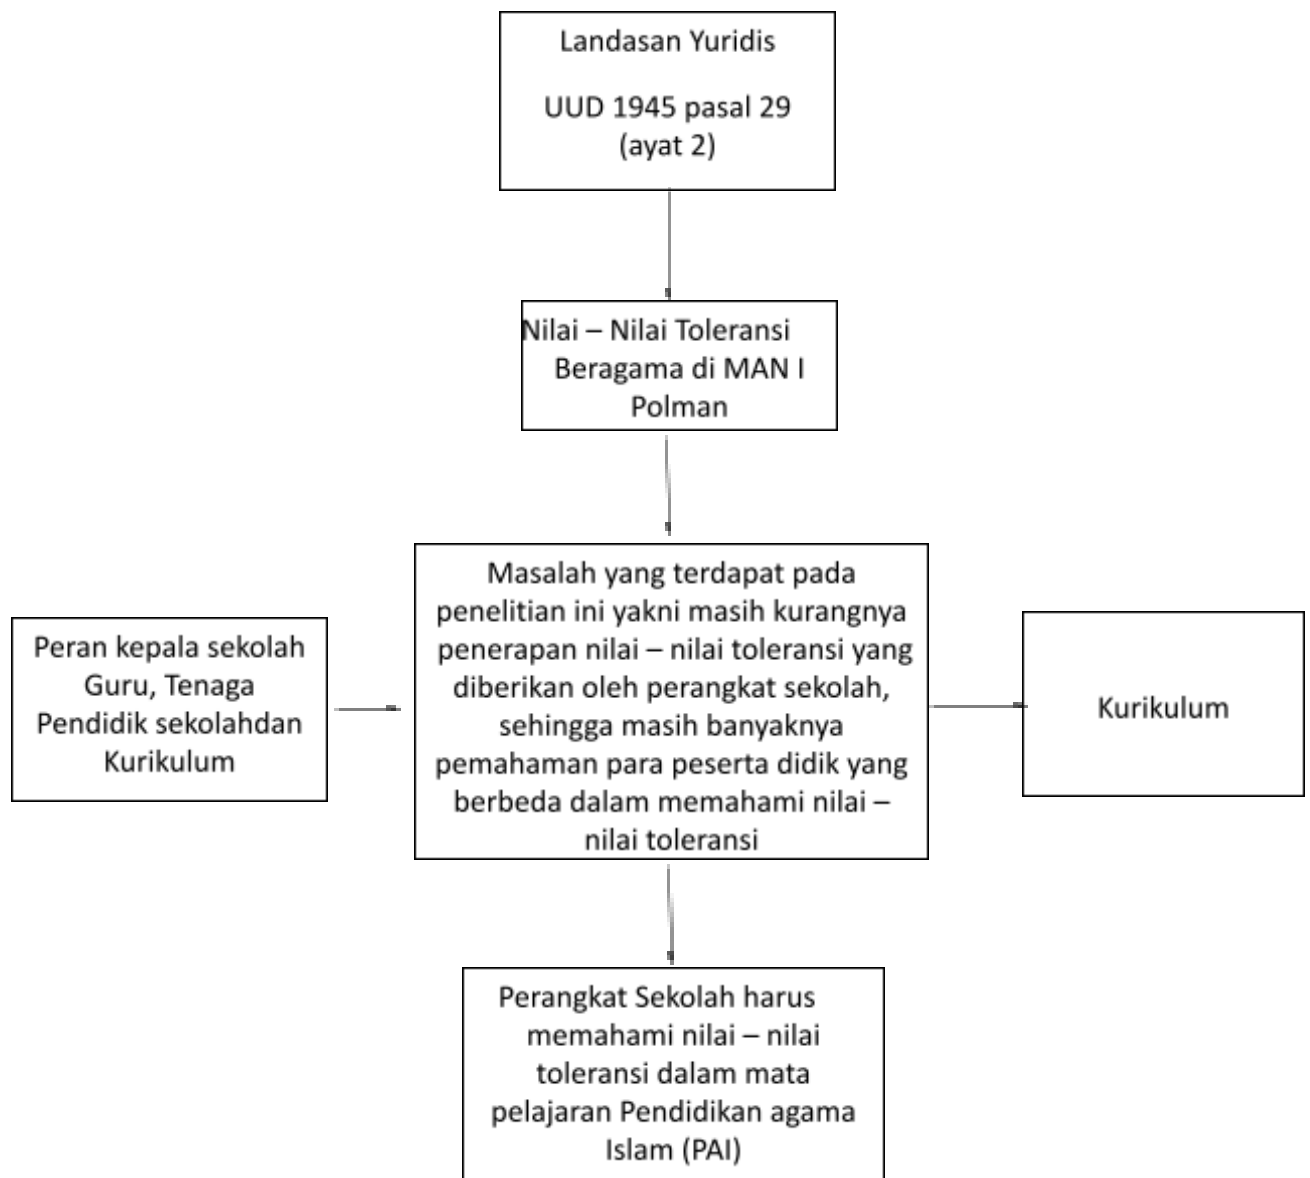 Landasan Yuridis
UUD 1945 pasal 29
(ayat 2)
Nilai – Nilai Toleransi
Beragama di MAN I
Polman
Peran kepala sekolah
Guru, Tenaga
Pendidik sekolahdan
Kurikulum
Masalah yang terdapat pada
penelitian ini yakni masih kurangnya
penerapan nilai – nilai toleransi yang
diberikan oleh perangkat sekolah,
sehingga masih banyaknya
pemahaman para peserta didik yang
berbeda dalam memahami nilai –
nilai toleransi
Kurikulum
Perangkat Sekolah harus
memahami nilai – nilai
toleransi dalam mata
pelajaran Pendidikan agama
Islam (PAI)